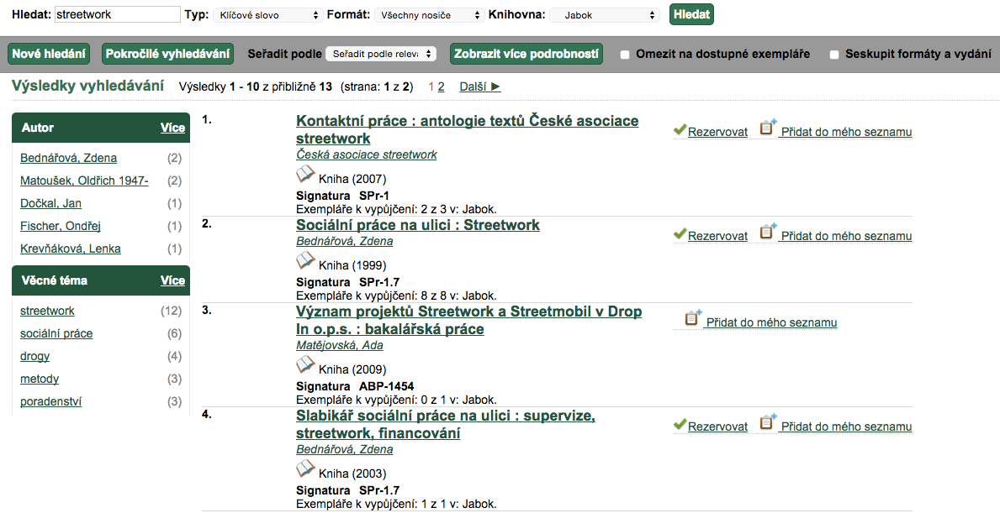 Hledat: streetwork Typ: Klíčové slovo Formát: Všechny nosiče Knihovna: Jabok Hledat
Nové hledání Pokročilé vyhledávání Seřadit podle Seřadit podle relev Zobrazit více podrobností Omezit na dostupné exempláře Seskupit formáty a vydání
Výsledky vyhledávání Výsledky 1 - 10 z přibližně 13 (strana: 1 z 2) 1 2 Další ►
Autor Více
Bednářová, Zdena (2)
Matoušek, Oldřich 1947- (2)
Dočkal, Jan (1)
Fischer, Ondřej (1)
Krevňáková, Lenka (1)
Věcné téma Více
streetwork (12)
sociální práce (6)
drogy (4)
metody (3)
poradenství (3)
1. Kontaktní práce : antologie textů České asociace
streetwork
Česká asociace streetwork
Kniha (2007)
Signatura SPr-1
Exempláře k vypůjčení: 2 z 3 v: Jabok.
Rezervovat Přidat do mého seznamu
2. Sociální práce na ulici : Streetwork
Bednářová, Zdena
Kniha (1999)
Signatura SPr-1.7
Exempláře k vypůjčení: 8 z 8 v: Jabok.
Rezervovat Přidat do mého seznamu
3. Význam projektů Streetwork a Streetmobil v Drop
In o.p.s. : bakalářská práce
Matějovská, Ada
Kniha (2009)
Signatura ABP-1454
Exempláře k vypůjčení: 0 z 1 v: Jabok.
Přidat do mého seznamu
4. Slabikář sociální práce na ulici : supervize,
streetwork, financování
Bednářová, Zdena
Kniha (2003)
Signatura SPr-1.7
Exempláře k vypůjčení: 1 z 1 v: Jabok.
Rezervovat Přidat do mého seznamu